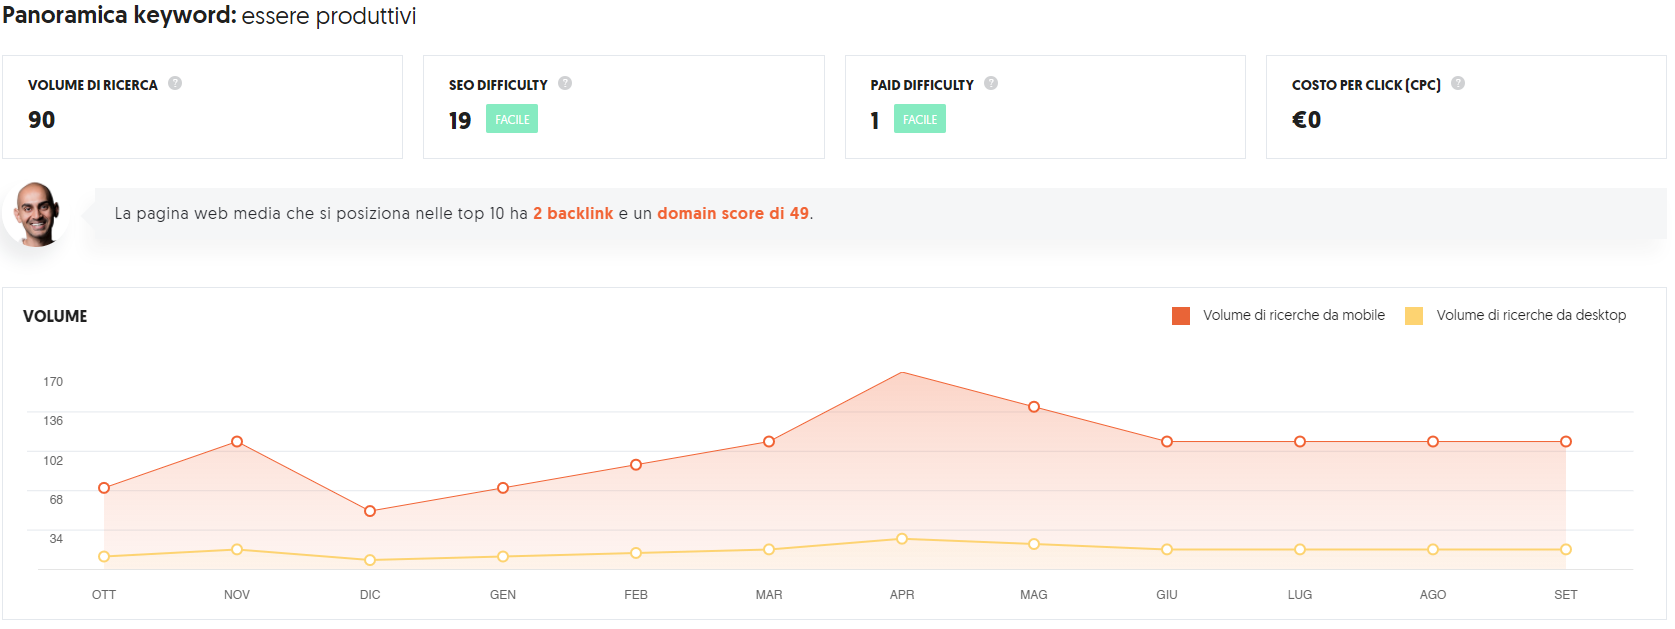 Panoramica keyword: essere produttivi
VOLUME DI RICERCA ?
90
SEO DIFFICULTY ?
19 FACILE
PAID DIFFICULTY ?
1 FACILE
COSTO PER CLICK (CPC) ?
€0
La pagina web media che si posiziona nelle top 10 ha 2 backlink e un domain score di 49.
VOLUME
Volume di ricerche da mobile
Volume di ricerche da desktop
170
136
102
68
34
OTT NOV DIC GEN FEB MAR APR MAG GIU LUG AGO SET